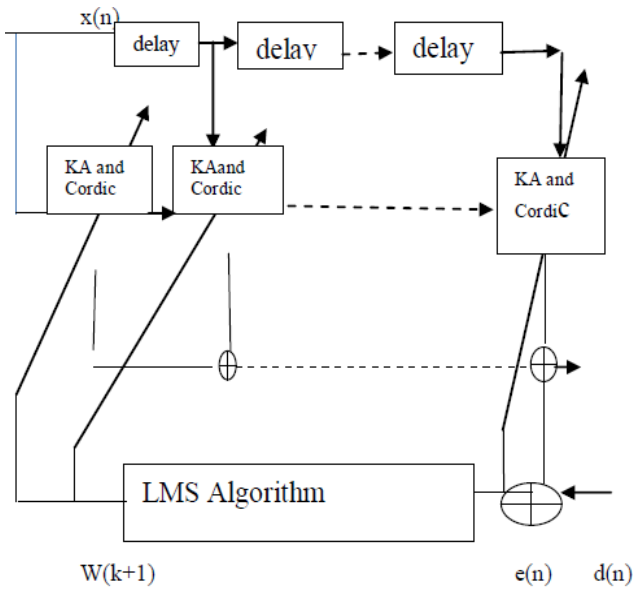 x(n)
delay
delav
delay
KA and
Cordic
KAand
Cordic
KA and
CordiC
LMS Algorithm
W(k+1)
e(n)
d(n)